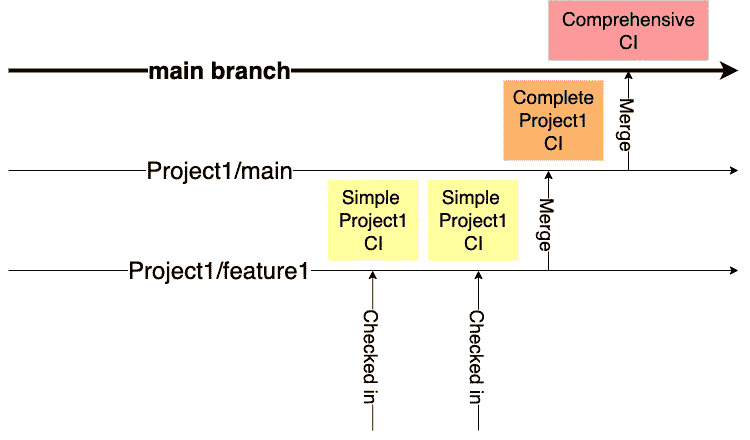 Comprehensive
CI
main branch
Complete
Project1
CI
Merge
Project1/main
Simple
Project1
CI
Simple
Project1
CI
Merge
Project1/feature1
Checked in
Checked in